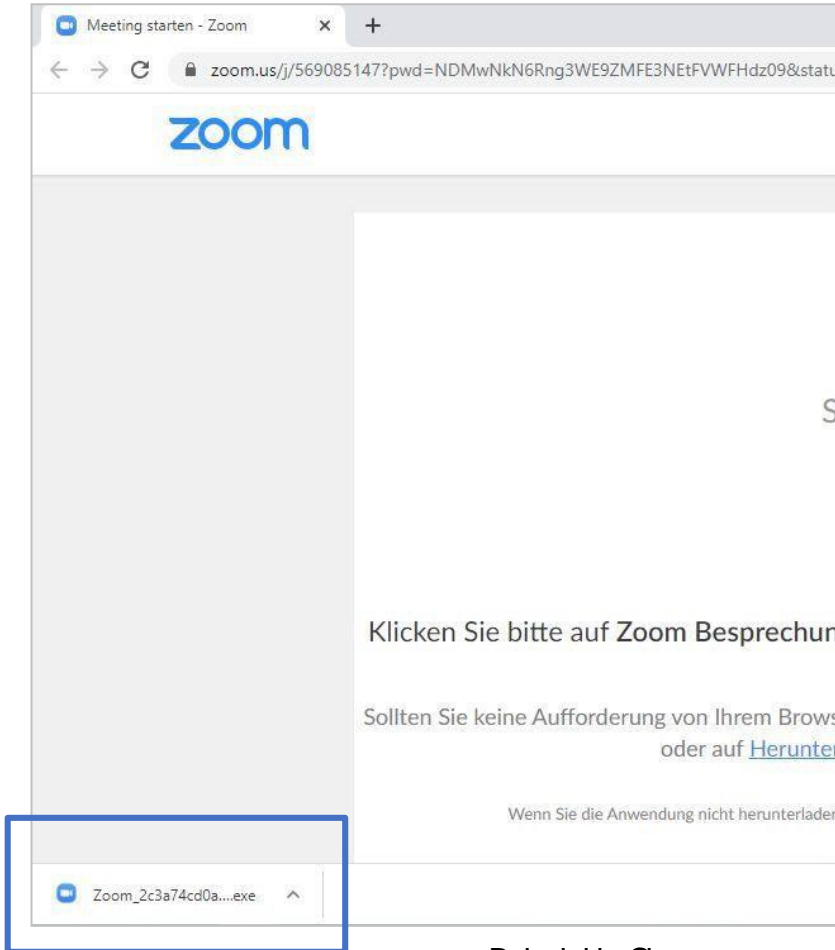 Meeting starten - Zoom
zoom.us/j/569085147?pwd=NDMwNkN6Rng3WE9ZMFE3NEtFVWFHdz09&statu
zoom
S
Klicken Sie bitte auf Zoom Besprechun
Sollten Sie keine Aufforderung von Ihrem Brows
oder auf Herunter
Wenn Sie die Anwendung nicht herunterladen
Zoom_2c3a74cd0a....exe